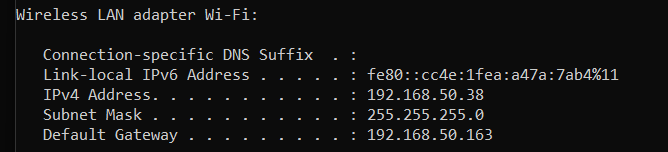 Wireless LAN adapter Wi-Fi:
Connection-specific DNS Suffix  . :
Link-local IPv6 Address . . . . . : fe80::cc4e:1fea:a47a:7ab4%11
IPv4 Address. . . . . . . . . . . : 192.168.50.38
Subnet Mask . . . . . . . . . . . : 255.255.255.0
Default Gateway . . . . . . . . . : 192.168.50.163